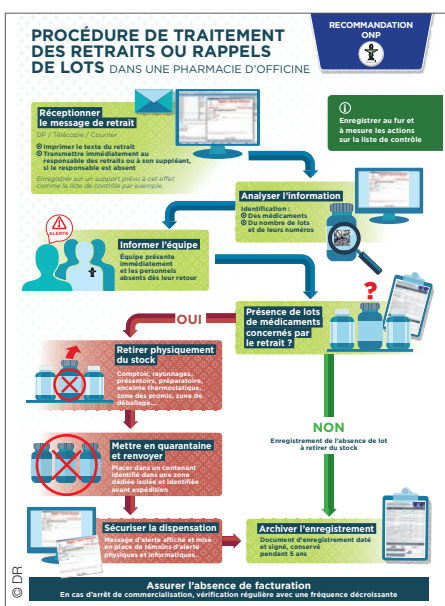 PROCÉDURE DE TRAITEMENT
DES RETRAITS OU RAPPELS
DE LOTS DANS UNE PHARMACIE D'OFFICINE
RECOMMANDATION
ONP
Réceptionner
le message de retrait
DP / Télécopie / Courrier
Imprimer le texte du retrait
Transmettre immédiatement au
responsable des retraits ou à son suppléant,
si le responsable est absent
Enregistrer sur un support prévu à cet effet
comme la liste de contrôle par exemple.
Enregistrer au fur et
à mesure les actions
sur la liste de contrôle
Analyser l'information
Identification :
Des médicaments
Du nombre de lots
et de leurs numéros
ALERTE
Informer l'équipe
Équipe présente
immédiatement
et les personnels
absents dès leur retour
Présence de lots
de médicaments
concernés par
le retrait ?
?
OUI
Retirer physiquement
du stock
Comptoir, rayonnages,
présentoirs, préparatoire,
enceinte thermostatique,
zone des promis, zone de
déballage...
NON
Enregistrement de l'absence de lot
à retirer du stock
Mettre en quarantaine
et renvoyer
Placer dans un contenant
identifié dans une zone
dédiée isolée et identifiée
avant expédition
Sécuriser la dispensation
Message d'alerte affiché et mise
en place de témoins d'alerte
physiques et informatiques.
Archiver l'enregistrement
Document d'enregistrement daté
et signé, conservé
pendant 5 ans
Assurer l'absence de facturation
En cas d'arrêt de commercialisation, vérification régulière avec une fréquence décroissante
© DR